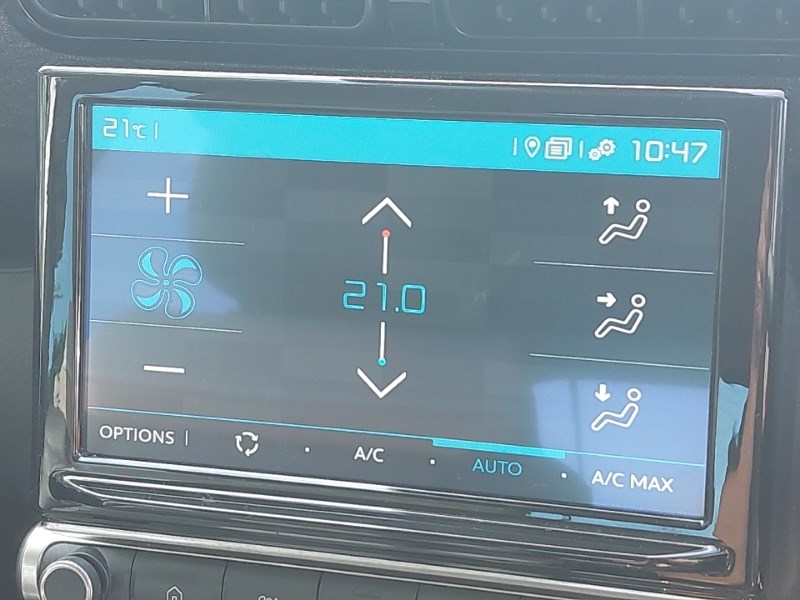 21°C
10:47
21.0
OPTIONS
A/C
AUTO
A/C MAX